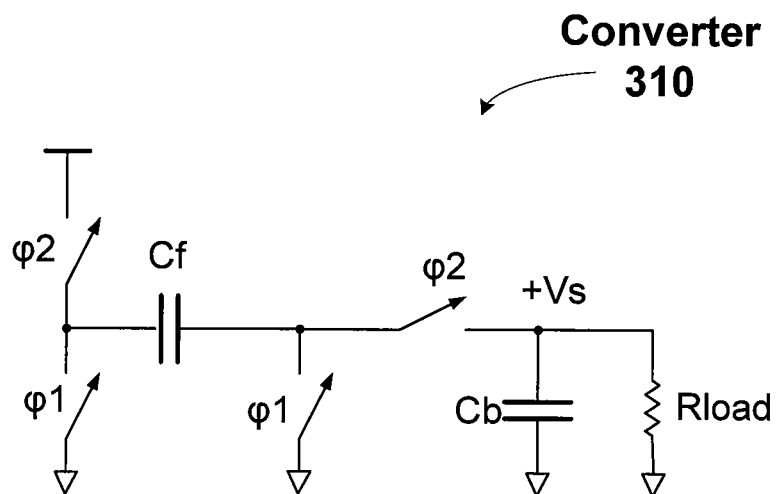 Converter
310
φ2
Cf
φ2
+Vs
φ1
φ1
Cb
Rload